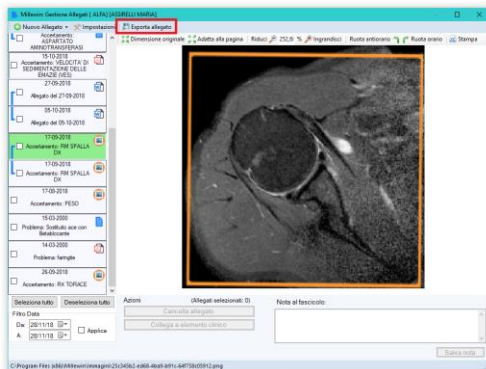 Millewin Gestione Allegati [ ALFA] [ASSIRELLI MARIA]
Nuovo Allegato
Impostazioni
Esporta allegato
Dimensione originale
Adatta alla pagina
Riduci
252,8 %
Ingrandisci
Ruota antiorario
Ruota orario
Stampa
Accertamento:
ASPARTATO
AMINOTRANSFERASI
15-10-2018
Accertamento: VELOCITA' DI
SEDIMENTAZIONE DELLE
EMAZIE (VES)
27-09-2018
Allegato del 27-09-2018
05-10-2018
Allegato del 05-10-2018
17-09-2018
Accertamento: RM SPALLA
DX
17-09-2018
Accertamento: RM SPALLA
DX
17-08-2018
Accertamento: PESO
15-03-2000
Problema: Sostituito ace con
Betabloccante
14-03-2000
Problema: famiglia
26-09-2018
Accertamento: RX TORACE
Seleziona tutto
Deseleziona tutto
Filtro Data
Da: 28/11/18
A: 28/11/18
Applica
Azioni
(Allegati selezionati: 0)
Cancella allegato
Collega a elemento clinico
Nota al fascicolo:
Salva nota